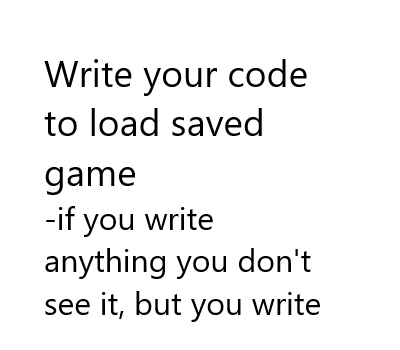 Write your code
to load saved
game
-if you write
anything you don't
see it, but you write